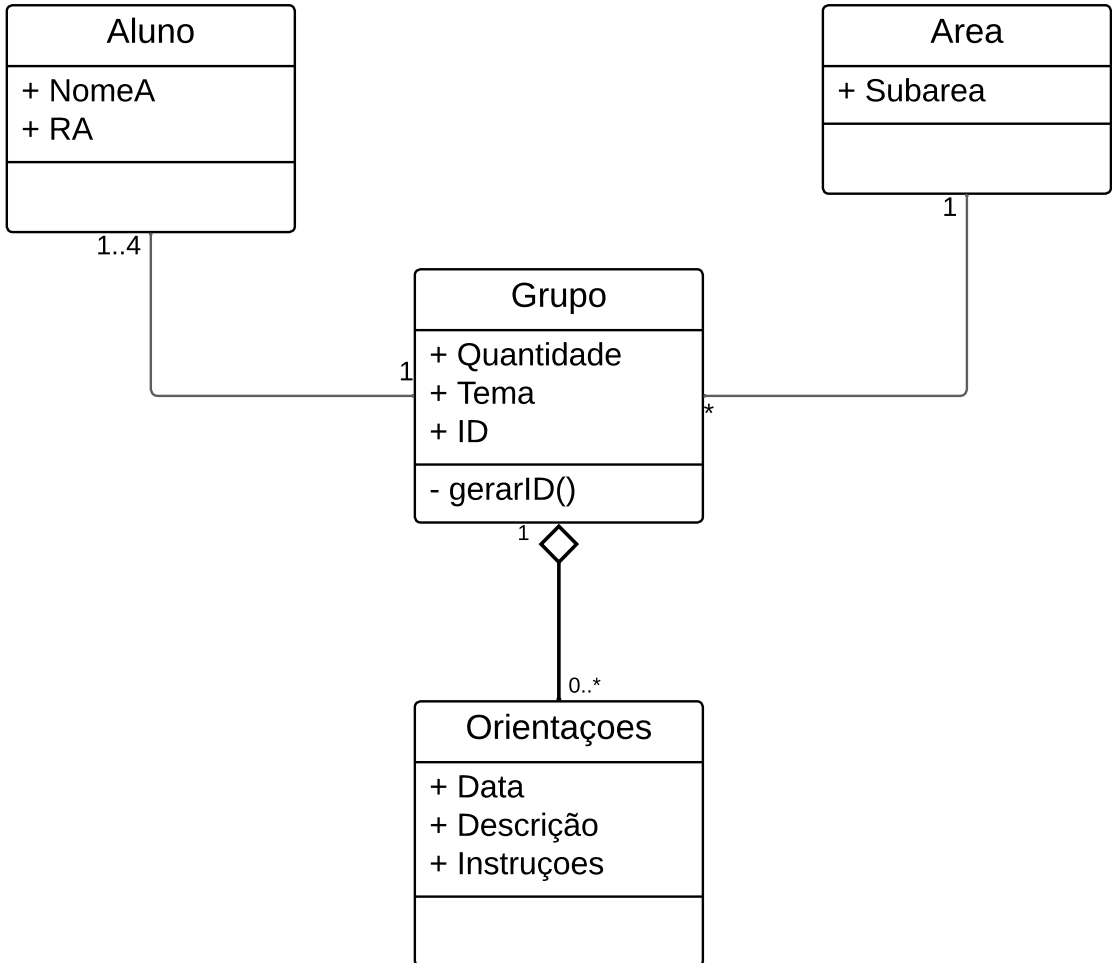 Aluno
+ NomeA
+ RA
1..4
Area
+ Subarea
1
Grupo
+ Quantidade
+ Tema
+ ID
- gerarID()
1
*
1
0..*
Orientaçoes
+ Data
+ Descrição
+ Instruçoes